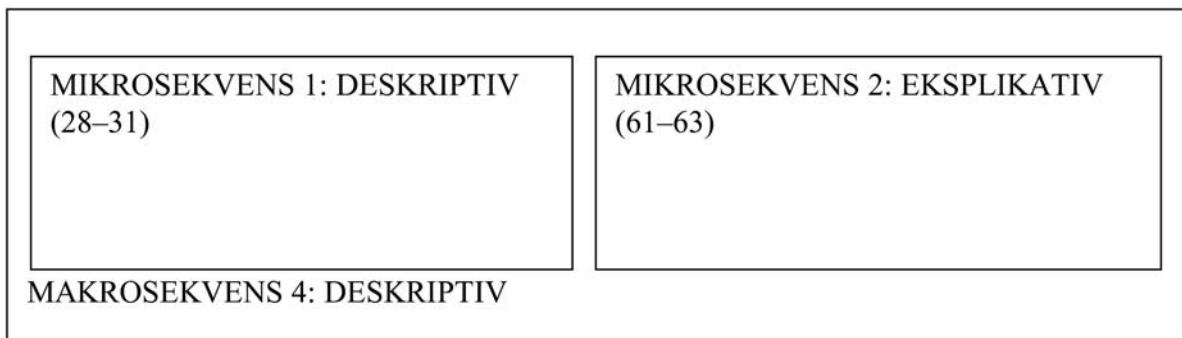 MIKROSEKVENS 1: DESKRIPTIV
(28–31)
MIKROSEKVENS 2: EKSPLIKATIV
(61–63)
MAKROSEKVENS 4: DESKRIPTIV